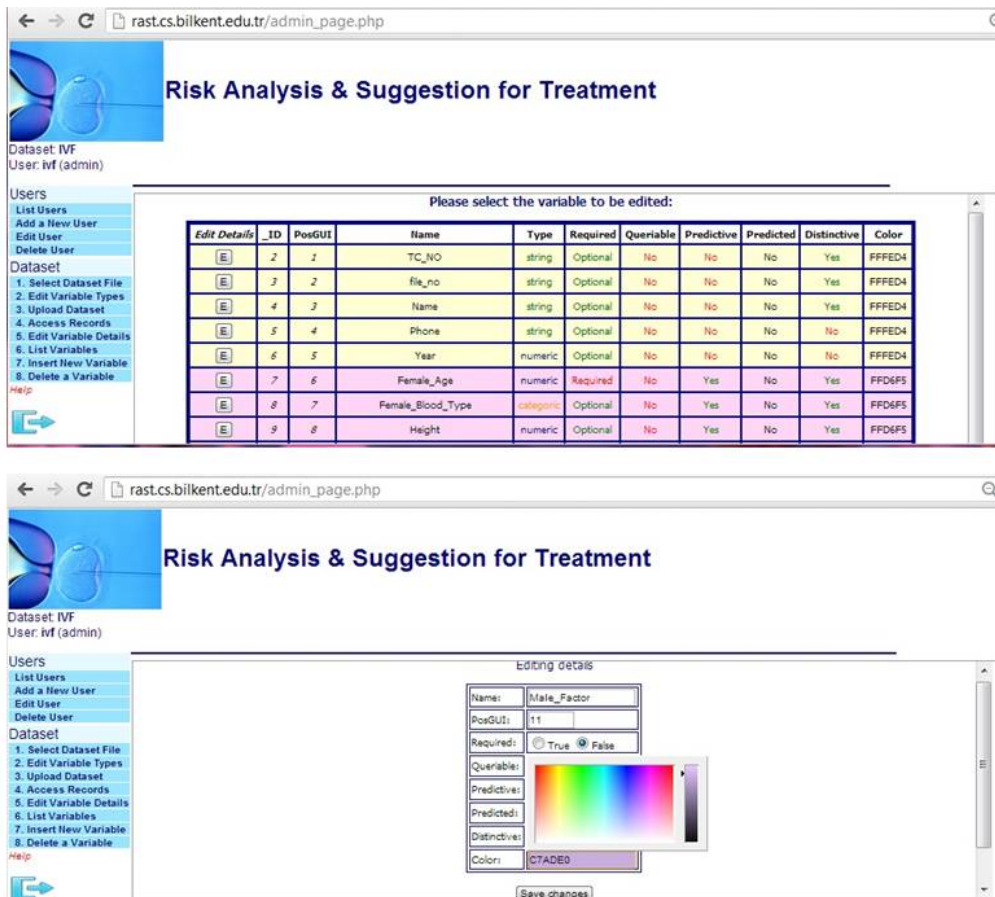 rast.cs.bilkent.edu.tr/admin_page.php
Risk Analysis & Suggestion for Treatment
Dataset: IVF
User: ivf (admin)
Users
List Users
Add a New User
Edit User
Delete User
Dataset
1. Select Dataset File
2. Edit Variable Types
3. Upload Dataset
4. Access Records
5. Edit Variable Details
6. List Variables
7. Insert New Variable
8. Delete a Variable
Help
Please select the variable to be edited:
Edit Details _ID PosGUI Name Type Required Queriable Predictive Predicted Distinctive Color
E 2 1 TC_NO string Optional No No No Yes FFFED4
E 3 2 file_no string Optional No No No Yes FFFED4
E 4 3 Name string Optional No No No Yes FFFED4
E 5 4 Phone string Optional No No No No FFFED4
E 6 5 Year numeric Optional No No No No FFFED4
E 7 6 Female_Age numeric Required No Yes No Yes FFD6F5
E 8 7 Female_Blood_Type categoric Optional No Yes No Yes FFD6F5
E 9 8 Height numeric Optional No Yes No Yes FFD6F5
rast.cs.bilkent.edu.tr/admin_page.php
Risk Analysis & Suggestion for Treatment
Dataset: IVF
User: ivf (admin)
Users
List Users
Add a New User
Edit User
Delete User
Dataset
1. Select Dataset File
2. Edit Variable Types
3. Upload Dataset
4. Access Records
5. Edit Variable Details
6. List Variables
7. Insert New Variable
8. Delete a Variable
Help
Editing details
Name: Male_Factor
PosGUI: 11
Required: True False
Queriable:
Predictive:
Predicted:
Distinctive:
Color: C7ADE0
Save changes